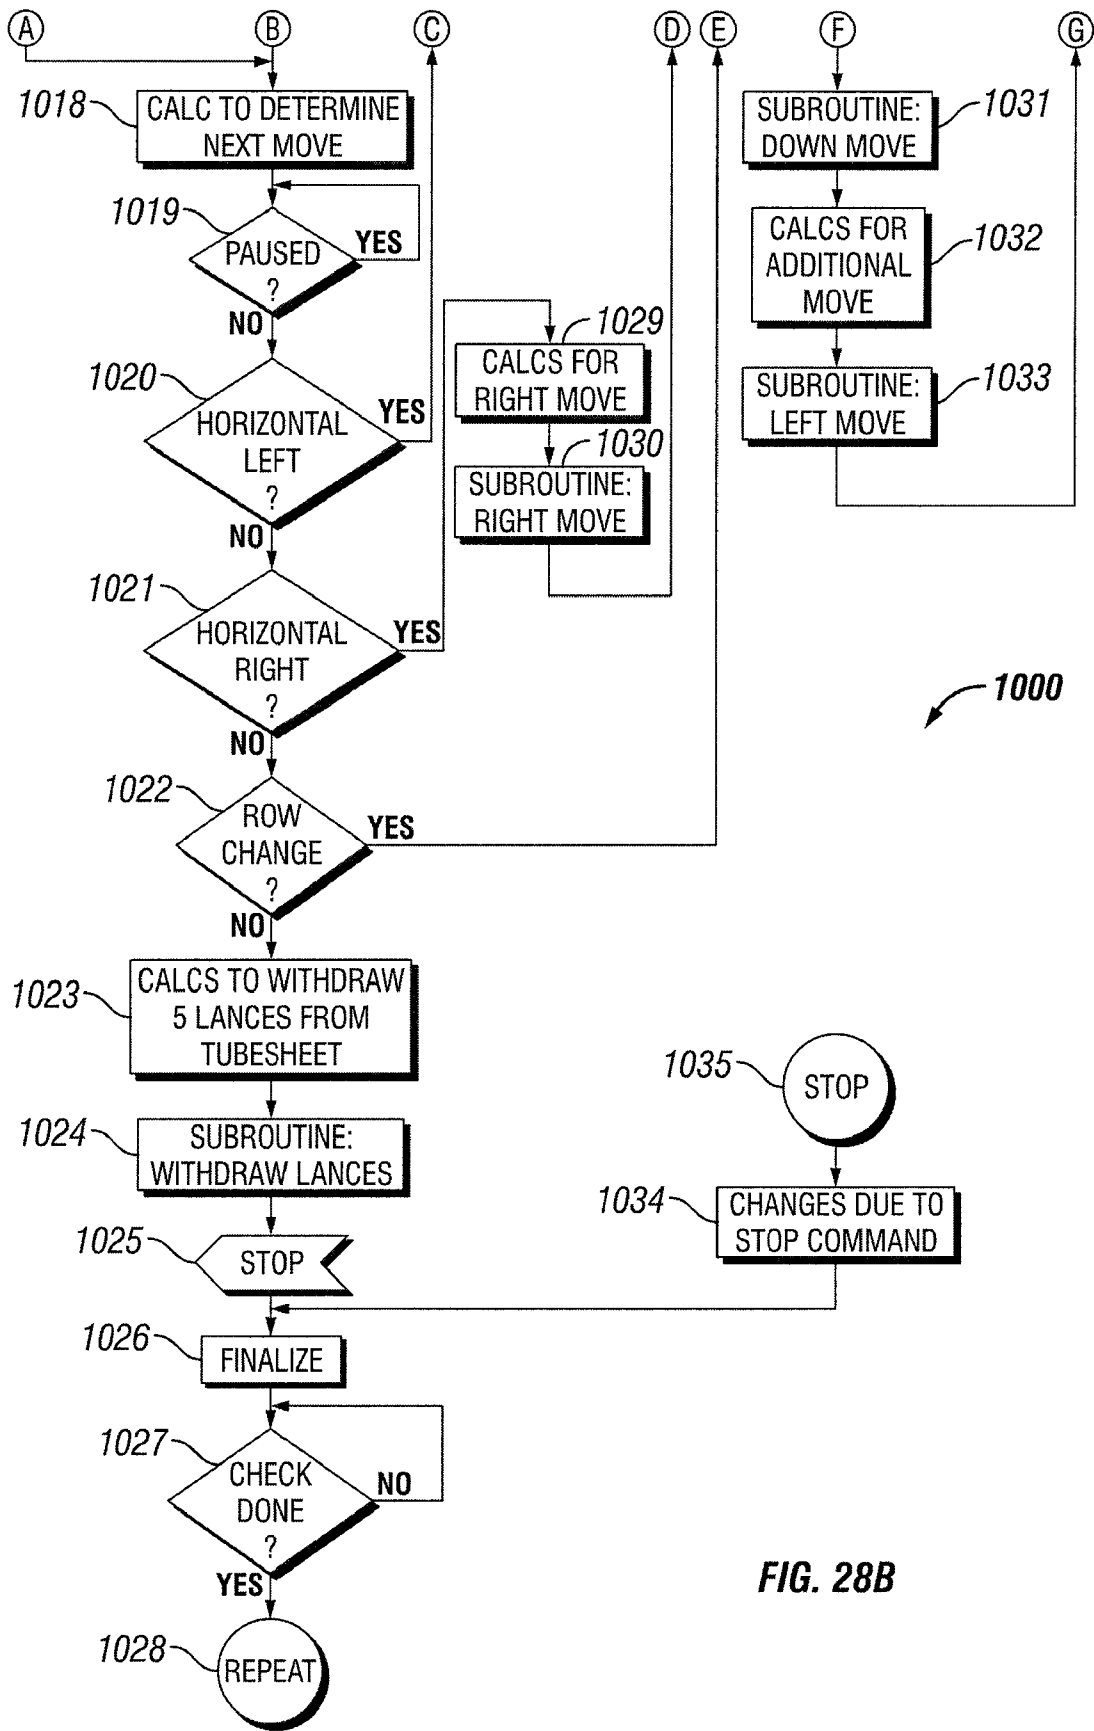 A B C D E F G
1018
CALC TO DETERMINE
NEXT MOVE
1019
PAUSED
?
YES
NO
1020
HORIZONTAL
LEFT
?
YES
NO
1021
HORIZONTAL
RIGHT
?
YES
NO
1022
ROW
CHANGE
?
YES
NO
1023
CALCS TO WITHDRAW
5 LANCES FROM
TUBESHEET
1024
SUBROUTINE:
WITHDRAW LANCES
1025
STOP
1026
FINALIZE
1027
CHECK
DONE
?
NO
YES
1028
REPEAT
1029
CALCS FOR
RIGHT MOVE
1030
SUBROUTINE:
RIGHT MOVE
1031
SUBROUTINE:
DOWN MOVE
1032
CALCS FOR
ADDITIONAL
MOVE
1033
SUBROUTINE:
LEFT MOVE
1000
1035
STOP
1034
CHANGES DUE TO
STOP COMMAND
FIG. 28B